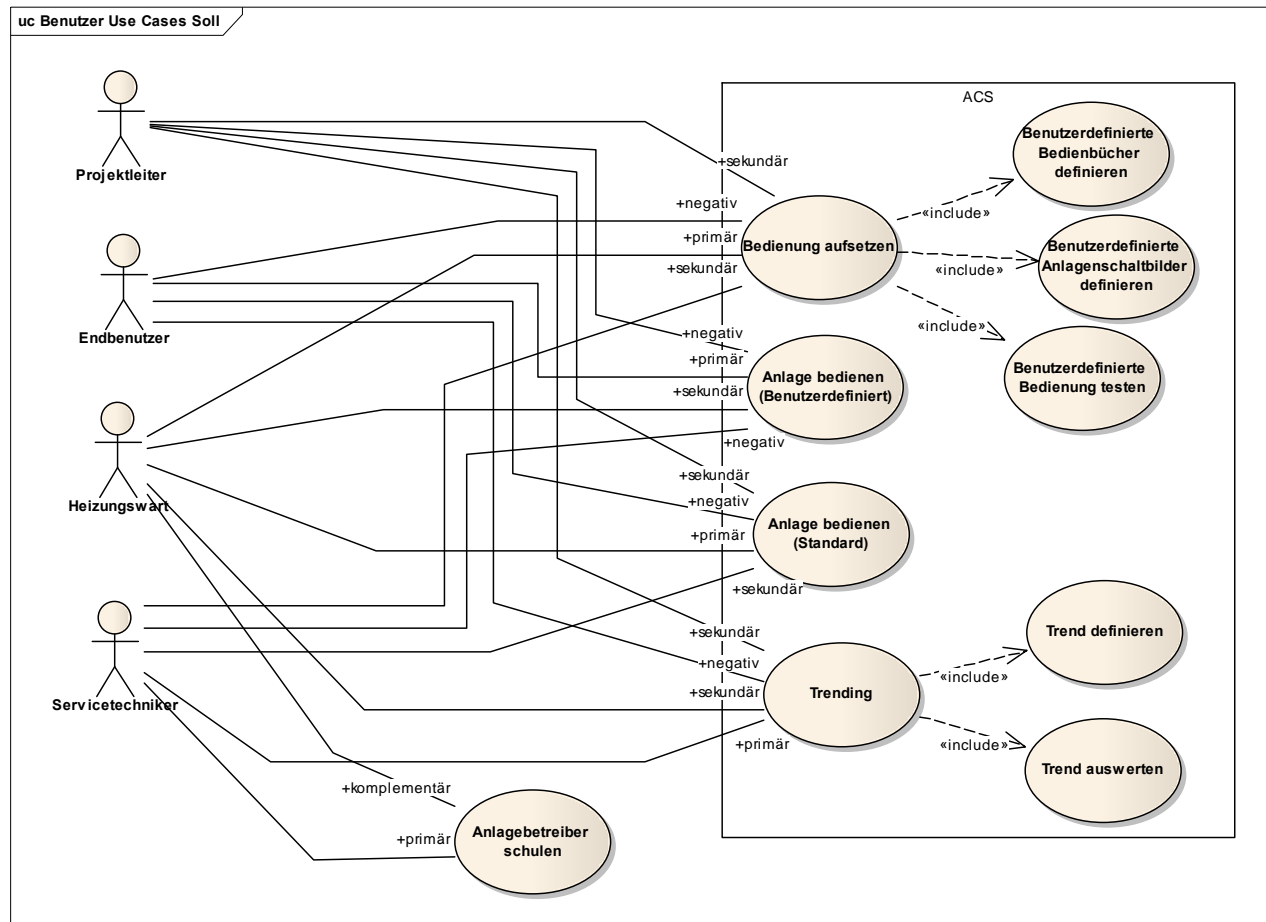 uc Benutzer Use Cases Soll
ACS
Projektleiter
Endbenutzer
Heizungswart
Servicetechniker
+sekundär
+negativ
+primär
+sekundär
Bedienung aufsetzen
«include»
«include»
«include»
Benutzerdefinierte
Bedienbücher
definieren
Benutzerdefinierte
Anlagenschaltbilder
definieren
Benutzerdefinierte
Bedienung testen
+negativ
+primär
+sekundär
+negativ
Anlage bedienen
(Benutzerdefiniert)
+sekundär
+negativ
+primär
+sekundär
Anlage bedienen
(Standard)
+sekundär
+negativ
+sekundär
+primär
Trending
«include»
«include»
Trend definieren
Trend auswerten
+komplementär
+primär
Anlagebetreiber
schulen